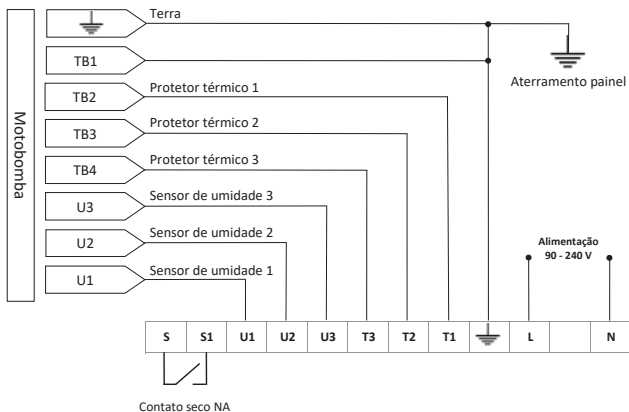 Motobomba
Terra
TB1
TB2
Protetor térmico 1
TB3
Protetor térmico 2
TB4
Protetor térmico 3
U3
Sensor de umidade 3
U2
Sensor de umidade 2
U1
Sensor de umidade 1
Aterramento painel
Alimentação
90 - 240 V
S S1 U1 U2 U3 T3 T2 T1 L N
Contato seco NA